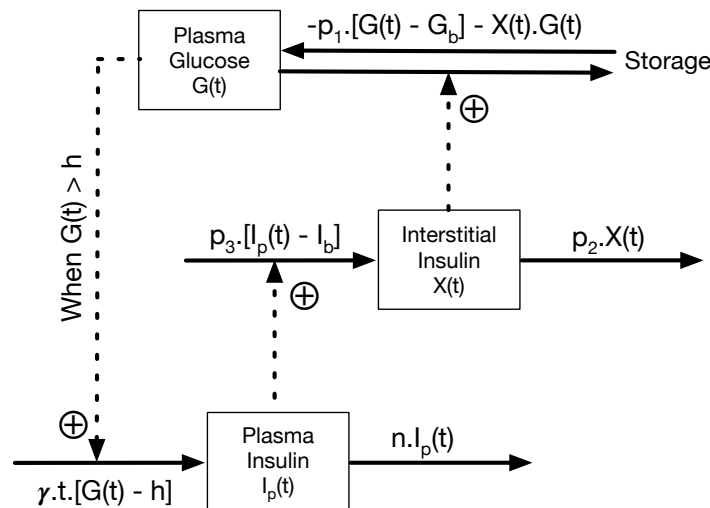 -p₁.[G(t) - G_b] - X(t).G(t)
Plasma
Glucose
G(t)
Storage
⊕
When G(t) > h
p₃.[I_p(t) - I_b]
Interstitial
Insulin
X(t)
p₂.X(t)
⊕
⊕
Plasma
Insulin
I_p(t)
n.I_p(t)
γ.t.[G(t) - h]